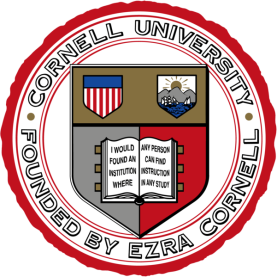 CORNELL UNIVERSITY
FOUNDED BY EZRA CORNELL
I WOULD
FOUND AN
INSTITUTION
WHERE
ANY PERSON
CAN FIND
INSTRUCTION
IN ANY STUDY